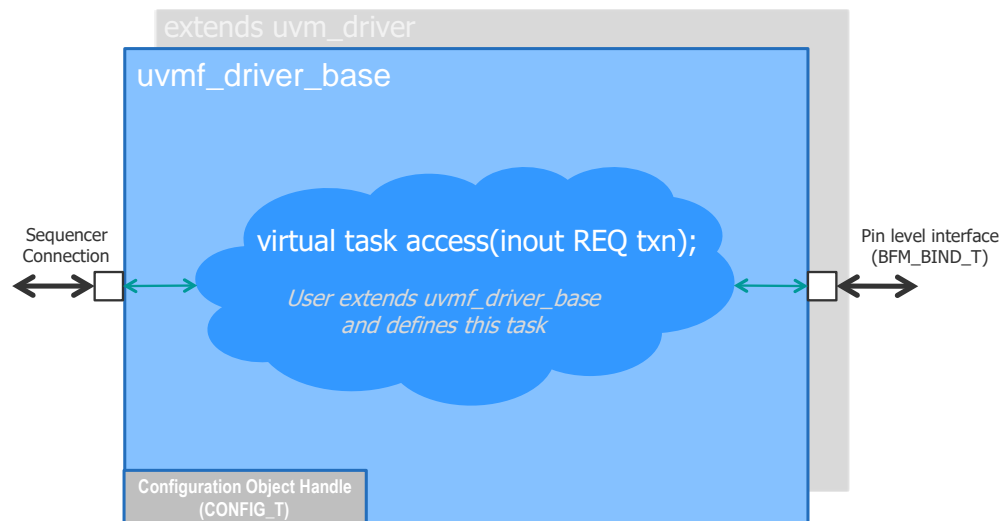 extends uvm_driver
uvmf_driver_base
virtual task access(inout REQ txn);
User extends uvmf_driver_base
and defines this task
Sequencer
Connection
Pin level interface
(BFM_BIND_T)
Configuration Object Handle
(CONFIG_T)